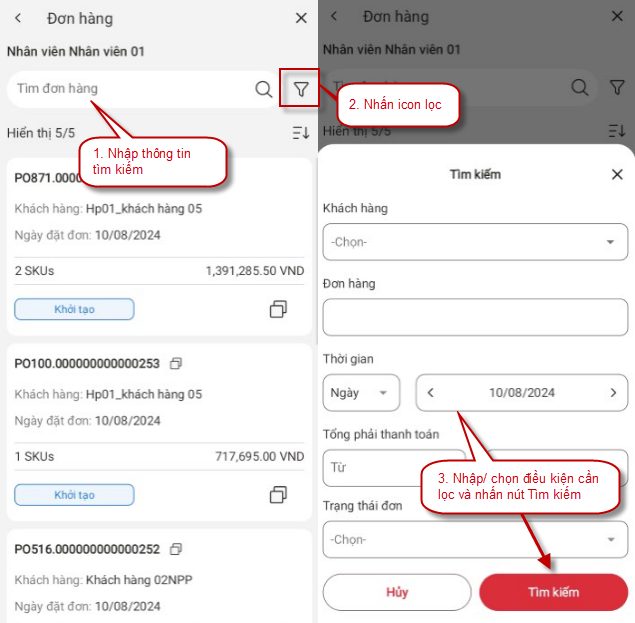 Đơn hàng
Nhân viên Nhân viên 01
Tìm đơn hàng
Hiển thị 5/5
1. Nhập thông tin
tìm kiếm
PO871.0000
Khách hàng: Hp01_khách hàng 05
Ngày đặt đơn: 10/08/2024
2 SKUs 1,391,285.50 VND
Khởi tạo
PO100.000000000000253
Khách hàng: Hp01_khách hàng 05
Ngày đặt đơn: 10/08/2024
1 SKUs 717,695.00 VND
Khởi tạo
PO516.000000000000252
Khách hàng: Khách hàng 02NPP
Ngày đặt đơn: 10/08/2024
Đơn hàng
Nhân viên Nhân viên 01
2. Nhấn icon lọc
Hiển thị 5/5
Tìm kiếm
Khách hàng
-Chọn-
Đơn hàng
Thời gian
Ngày 10/08/2024
Tổng phải thanh toán
Từ
3. Nhập/ chọn điều kiện cần
lọc và nhấn nút Tìm kiếm
Trạng thái đơn
-Chọn-
Hủy Tìm kiếm